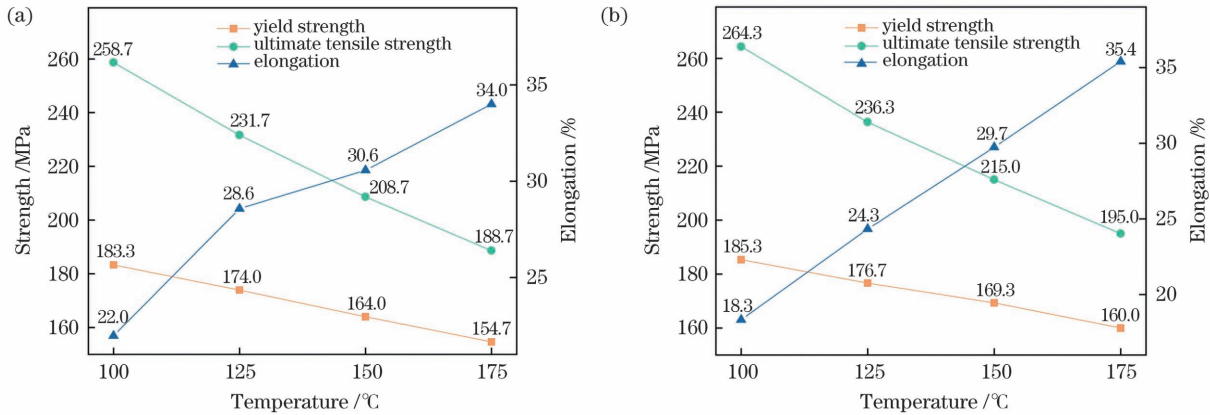 (a)
yield strength
ultimate tensile strength
elongation
258.7
231.7
208.7
188.7
183.3
174.0
164.0
154.7
22.0
28.6
30.6
34.0
260
240
220
200
180
160
Strength /MPa
35
30
25
Elongation /%
100 125 150 175
Temperature /℃
(b)
yield strength
ultimate tensile strength
elongation
264.3
236.3
215.0
195.0
185.3
176.7
169.3
160.0
18.3
24.3
29.7
35.4
260
240
220
200
180
160
Strength /MPa
35
30
25
20
Elongation /%
100 125 150 175
Temperature /℃